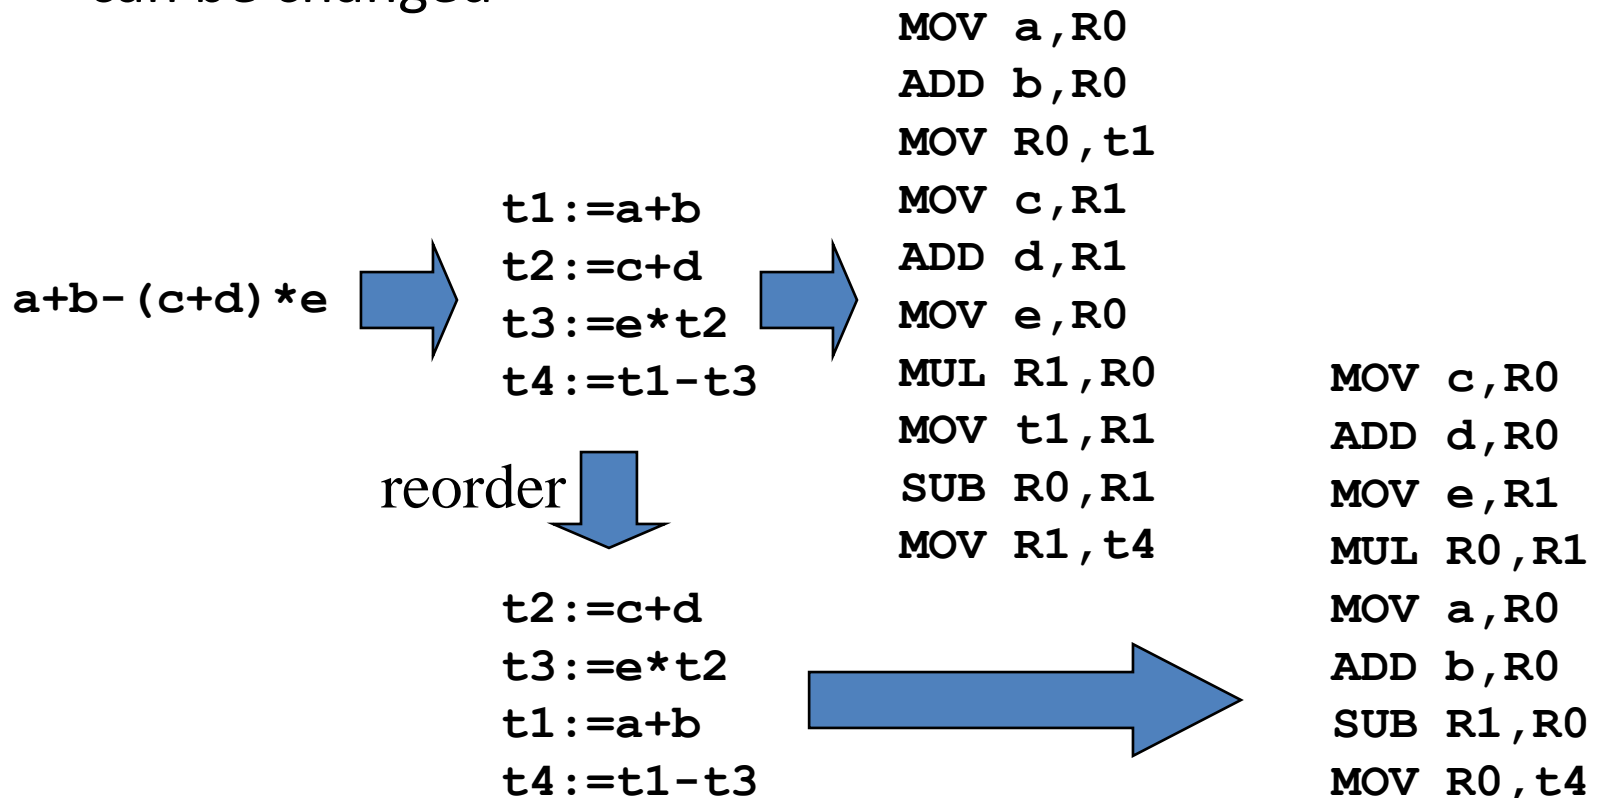 can be changed
a+b-(c+d)*e
t1:=a+b
t2:=c+d
t3:=e*t2
t4:=t1-t3
MOV a,R0
ADD b,R0
MOV R0,t1
MOV c,R1
ADD d,R1
MOV e,R0
MUL R1,R0
MOV t1,R1
SUB R0,R1
MOV R1,t4
reorder
t2:=c+d
t3:=e*t2
t1:=a+b
t4:=t1-t3
MOV c,R0
ADD d,R0
MOV e,R1
MUL R0,R1
MOV a,R0
ADD b,R0
SUB R1,R0
MOV R0,t4